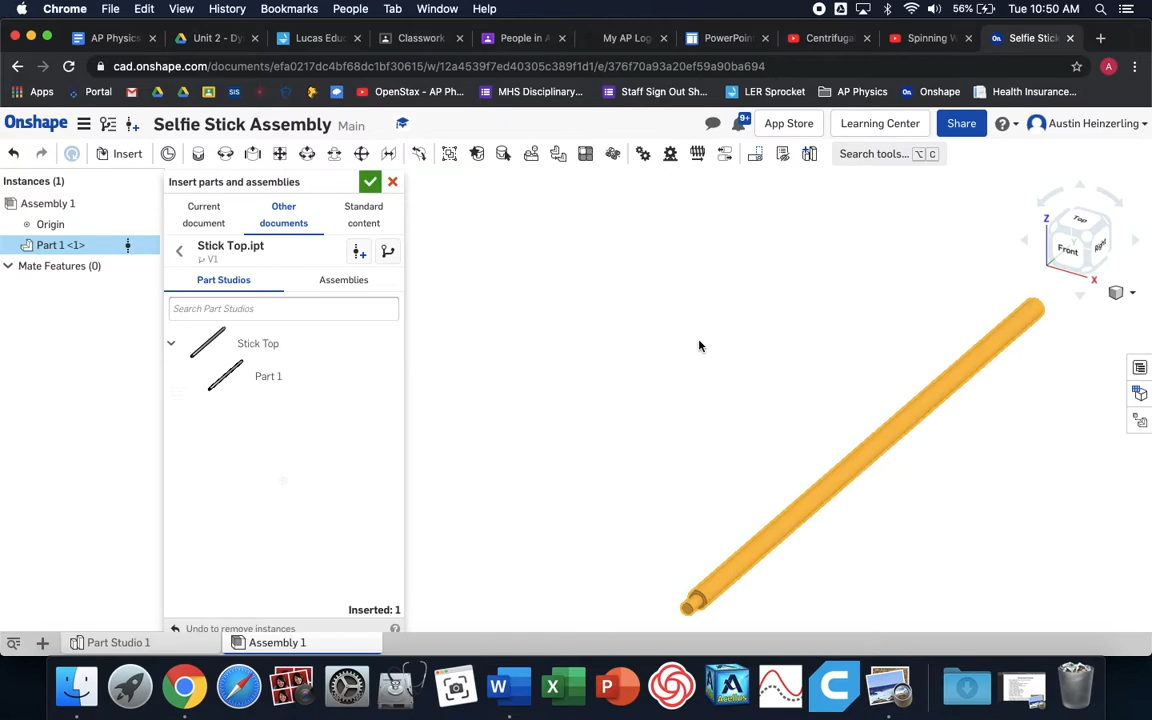 Chrome File Edit View History Bookmarks People Tab Window Help 56% Tue 10:50 AM
AP Physics Unit 2 - Dy Lucas Educ Classwork People in A My AP Log PowerPoin Centrifuga Spinning W On Selfie Stick
cad.onshape.com/documents/efa0217dc4bf68dc1bf30615/w/12a4539f7ed40305c389f1d1/e/376f70a93a20ef59a90ba694 A
Apps Portal SIS OpenStax - AP Ph... MHS Disciplinary... Staff Sign Out Sh... LER Sprocket AP Physics On Onshape Health Insurance...
Onshape Selfie Stick Assembly Main 9+ App Store Learning Center Share Austin Heinzerling
Insert Search tools... ⌥ C
Instances (1)
Assembly 1
Origin
Part 1 <1>
Mate Features (0)
Insert parts and assemblies
Current document Other documents Standard content
Stick Top.ipt
V1
Part Studios Assemblies
Search Part Studios
Stick Top
Part 1
Inserted: 1
Undo to remove instances
Z
Top
Front Right
X
Part Studio 1 Assembly 1
W X P A C